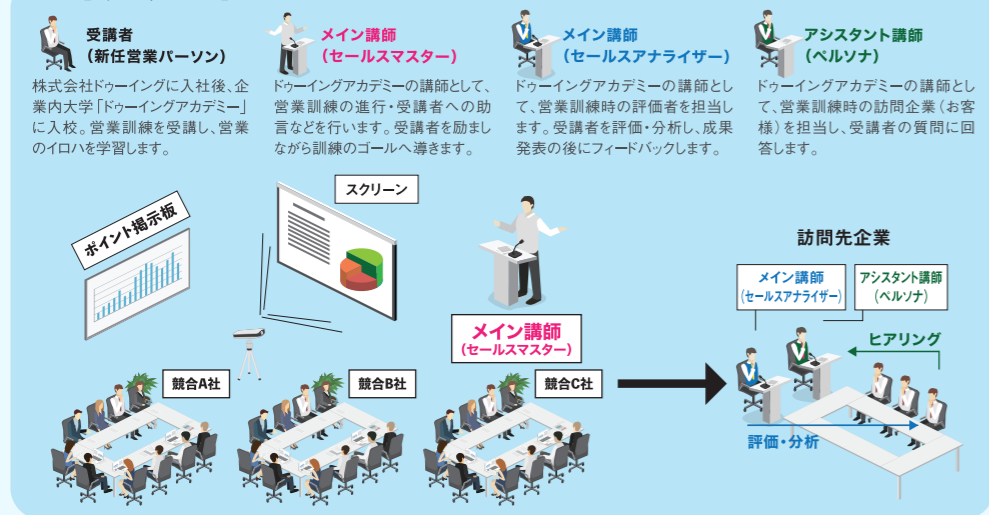 受講者
（新任営業パーソン）
株式会社ドゥーイングに入社後、企
業内大学「ドゥーイングアカデミー」
に入校。営業訓練を受講し、営業
のイロハを学習します。
メイン講師
（セールスマスター）
ドゥーイングアカデミーの講師として、
営業訓練の進行・受講者への助
言などを行います。受講者を励まし
ながら訓練のゴールへ導きます。
メイン講師
（セールスアナライザー）
ドゥーイングアカデミーの講師とし
て、営業訓練時の評価者を担当し
ます。受講者を評価・分析し、成果
発表の後にフィードバックします。
アシスタント講師
（ペルソナ）
ドゥーイングアカデミーの講師とし
て、営業訓練時の訪問企業（お客
様）を担当し、受講者の質問に回
答します。
ポイント掲示板
スクリーン
メイン講師
（セールスマスター）
競合A社
競合B社
競合C社
訪問先企業
メイン講師
（セールスアナライザー）
アシスタント講師
（ペルソナ）
ヒアリング
評価・分析